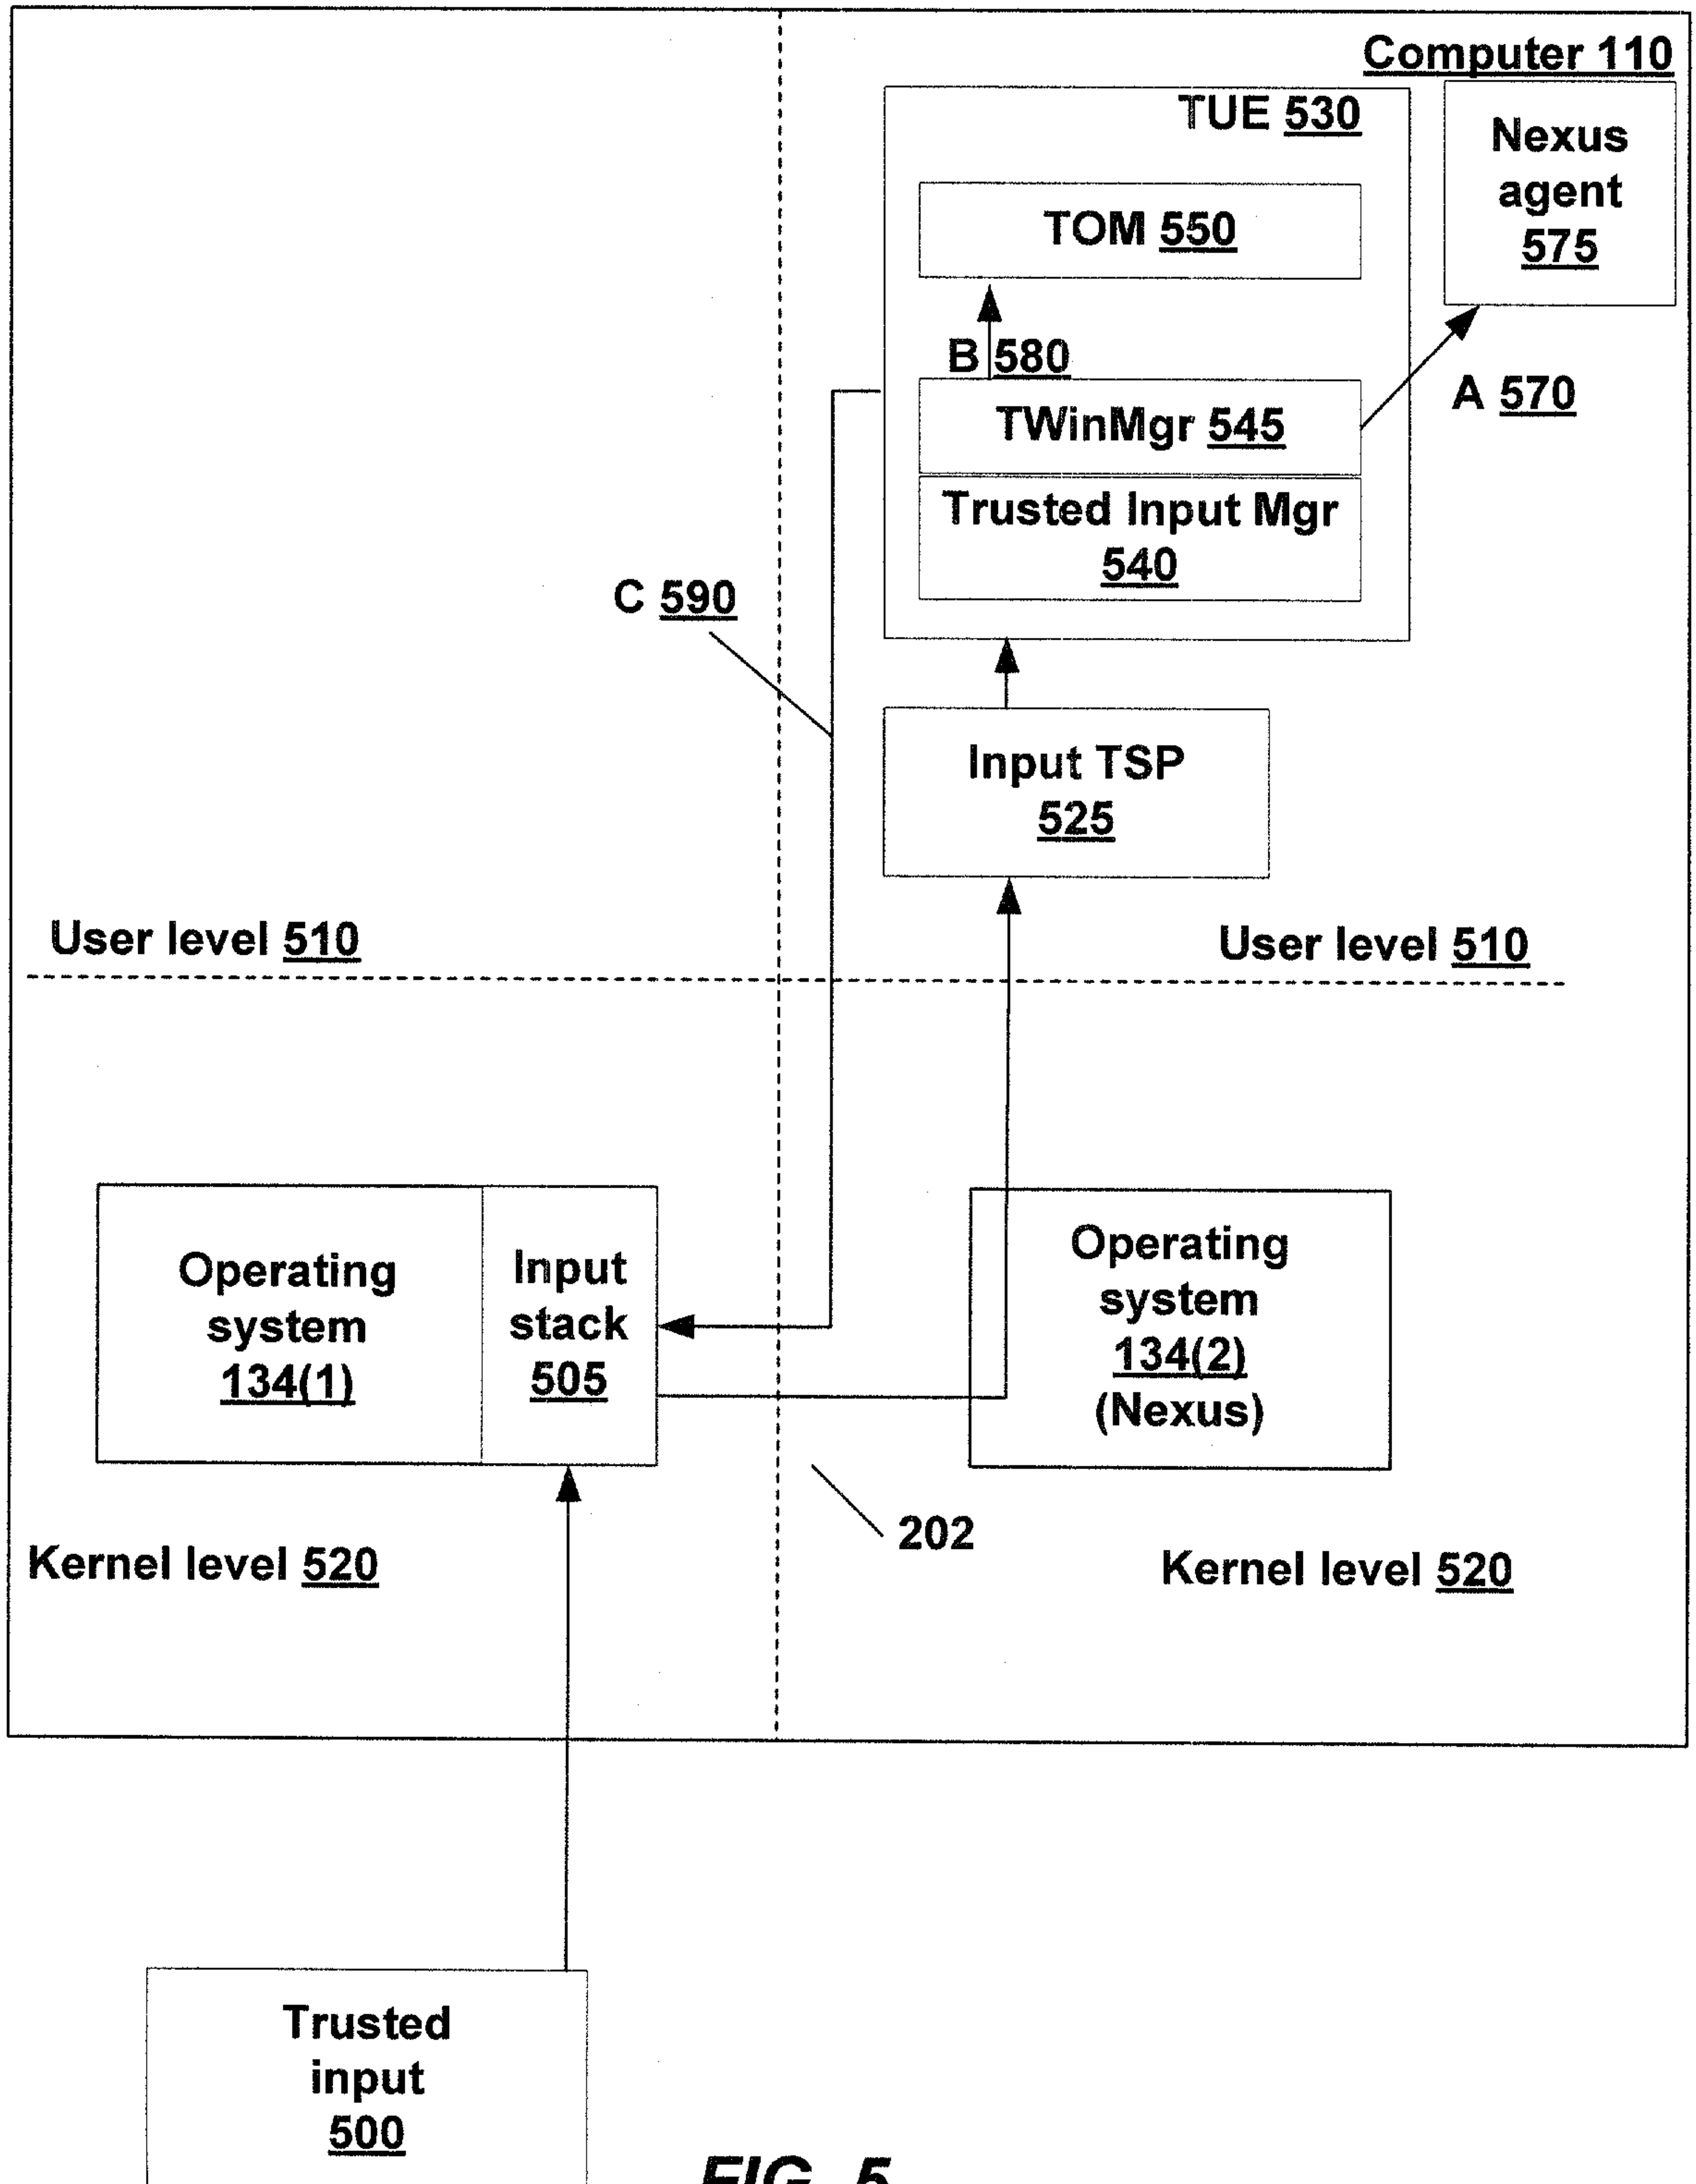 Computer 110
TUE 530
Nexus
agent
575
TOM 550
B 580
A 570
TWinMgr 545
Trusted Input Mgr
540
C 590
Input TSP
525
User level 510
User level 510
Operating
system
134(1)
Input
stack
505
Operating
system
134(2)
(Nexus)
202
Kernel level 520
Kernel level 520
Trusted
input
500
FIG. 5